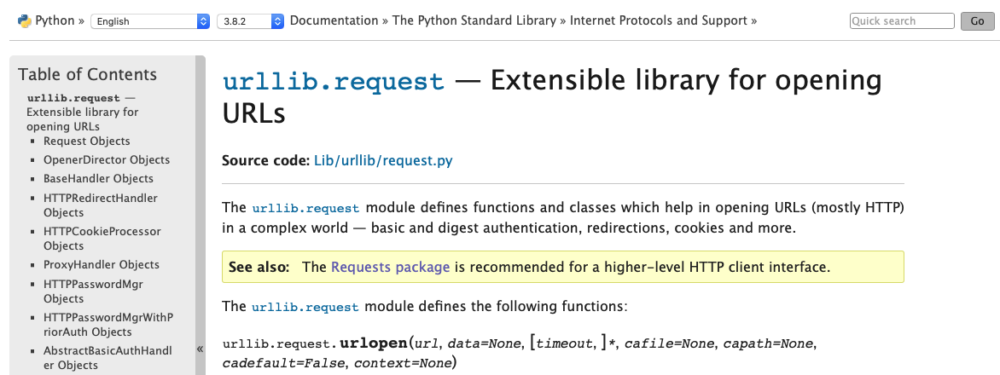 Python » English 3.8.2 Documentation » The Python Standard Library » Internet Protocols and Support » Quick search Go
Table of Contents
urllib.request —
Extensible library for
opening URLs
Request Objects
OpenerDirector Objects
BaseHandler Objects
HTTPRedirectHandler
Objects
HTTPCookieProcessor
Objects
ProxyHandler Objects
HTTPPasswordMgr
Objects
HTTPPasswordMgrWithP
riorAuth Objects
AbstractBasicAuthHandl
er Objects
«
urllib.request — Extensible library for opening
URLs
Source code: Lib/urllib/request.py
The urllib.request module defines functions and classes which help in opening URLs (mostly HTTP)
in a complex world — basic and digest authentication, redirections, cookies and more.
See also: The Requests package is recommended for a higher-level HTTP client interface.
The urllib.request module defines the following functions:
urllib.request.urlopen(url, data=None, [timeout, ]*, cafile=None, capath=None,
cadefault=False, context=None)